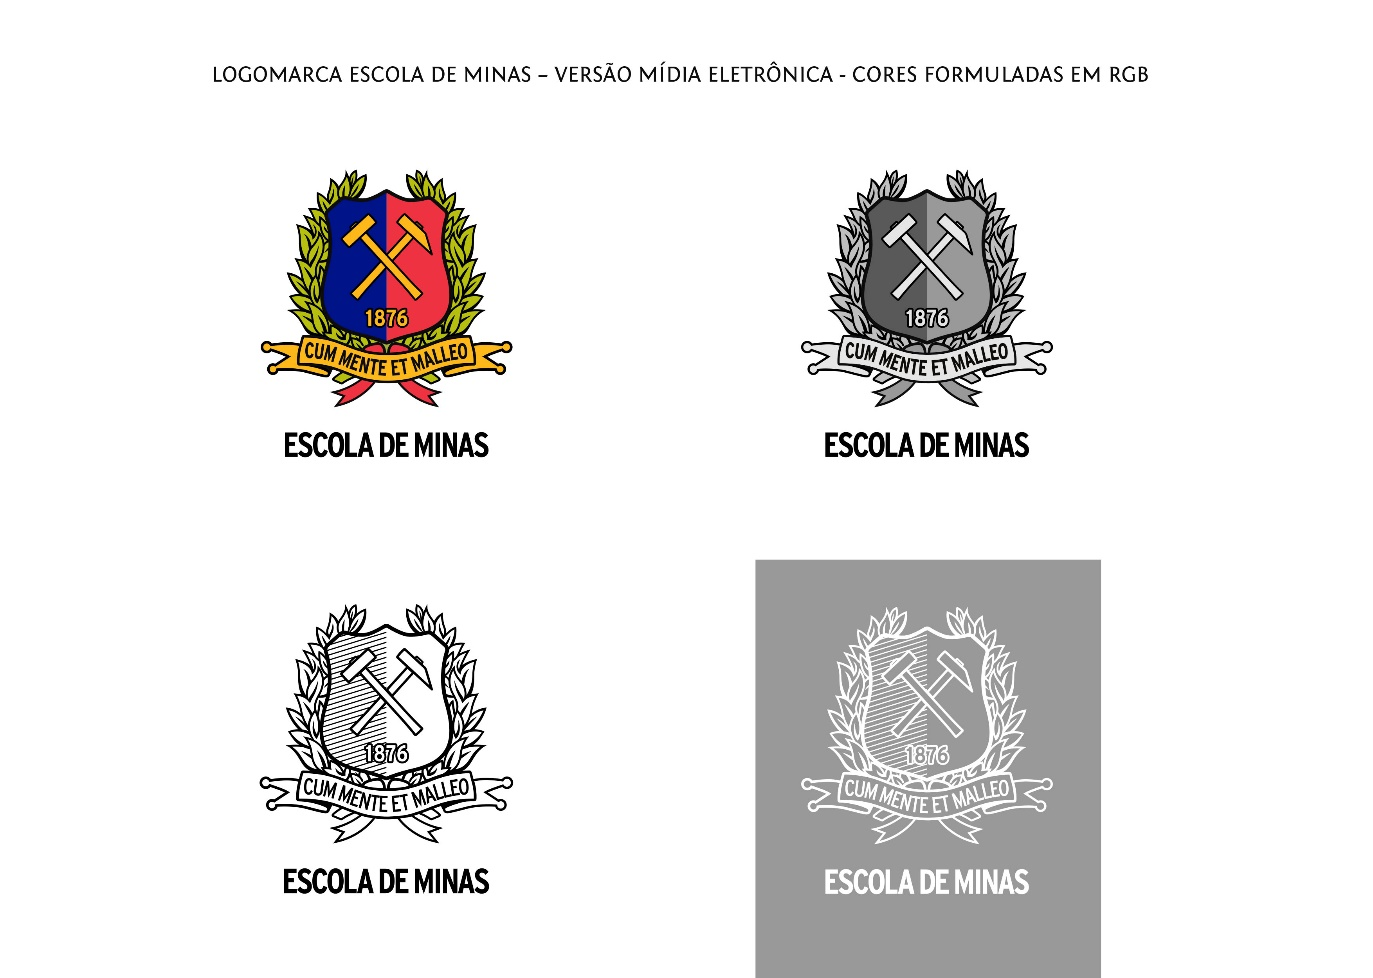 LOGOMARCA ESCOLA DE MINAS – VERSÃO MÍDIA ELETRÔNICA - CORES FORMULADAS EM RGB
1876
CUM MENTE ET MALLEO
ESCOLA DE MINAS
1876
CUM MENTE ET MALLEO
ESCOLA DE MINAS
1876
CUM MENTE ET MALLEO
ESCOLA DE MINAS
1876
CUM MENTE ET MALLEO
ESCOLA DE MINAS